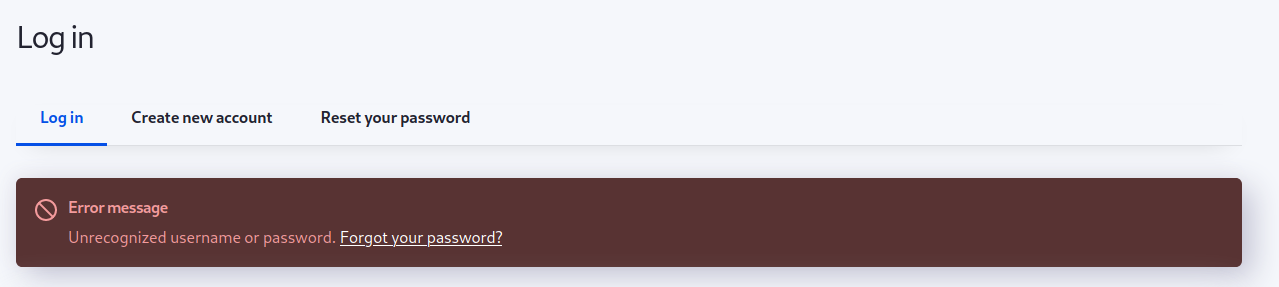 Log in
Log in Create new account Reset your password
Error message
Unrecognized username or password. Forgot your password?